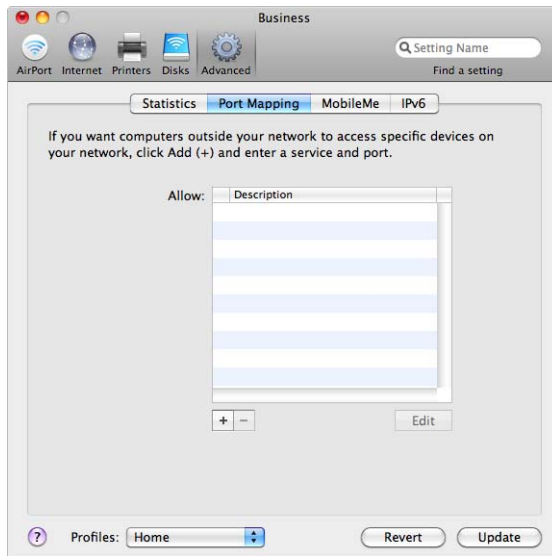 Business
Setting Name
AirPort Internet Printers Disks Advanced Find a setting
Statistics Port Mapping MobileMe IPv6
If you want computers outside your network to access specific devices on
your network, click Add (+) and enter a service and port.
Allow: Description
+ − Edit
? Profiles: Home Revert Update